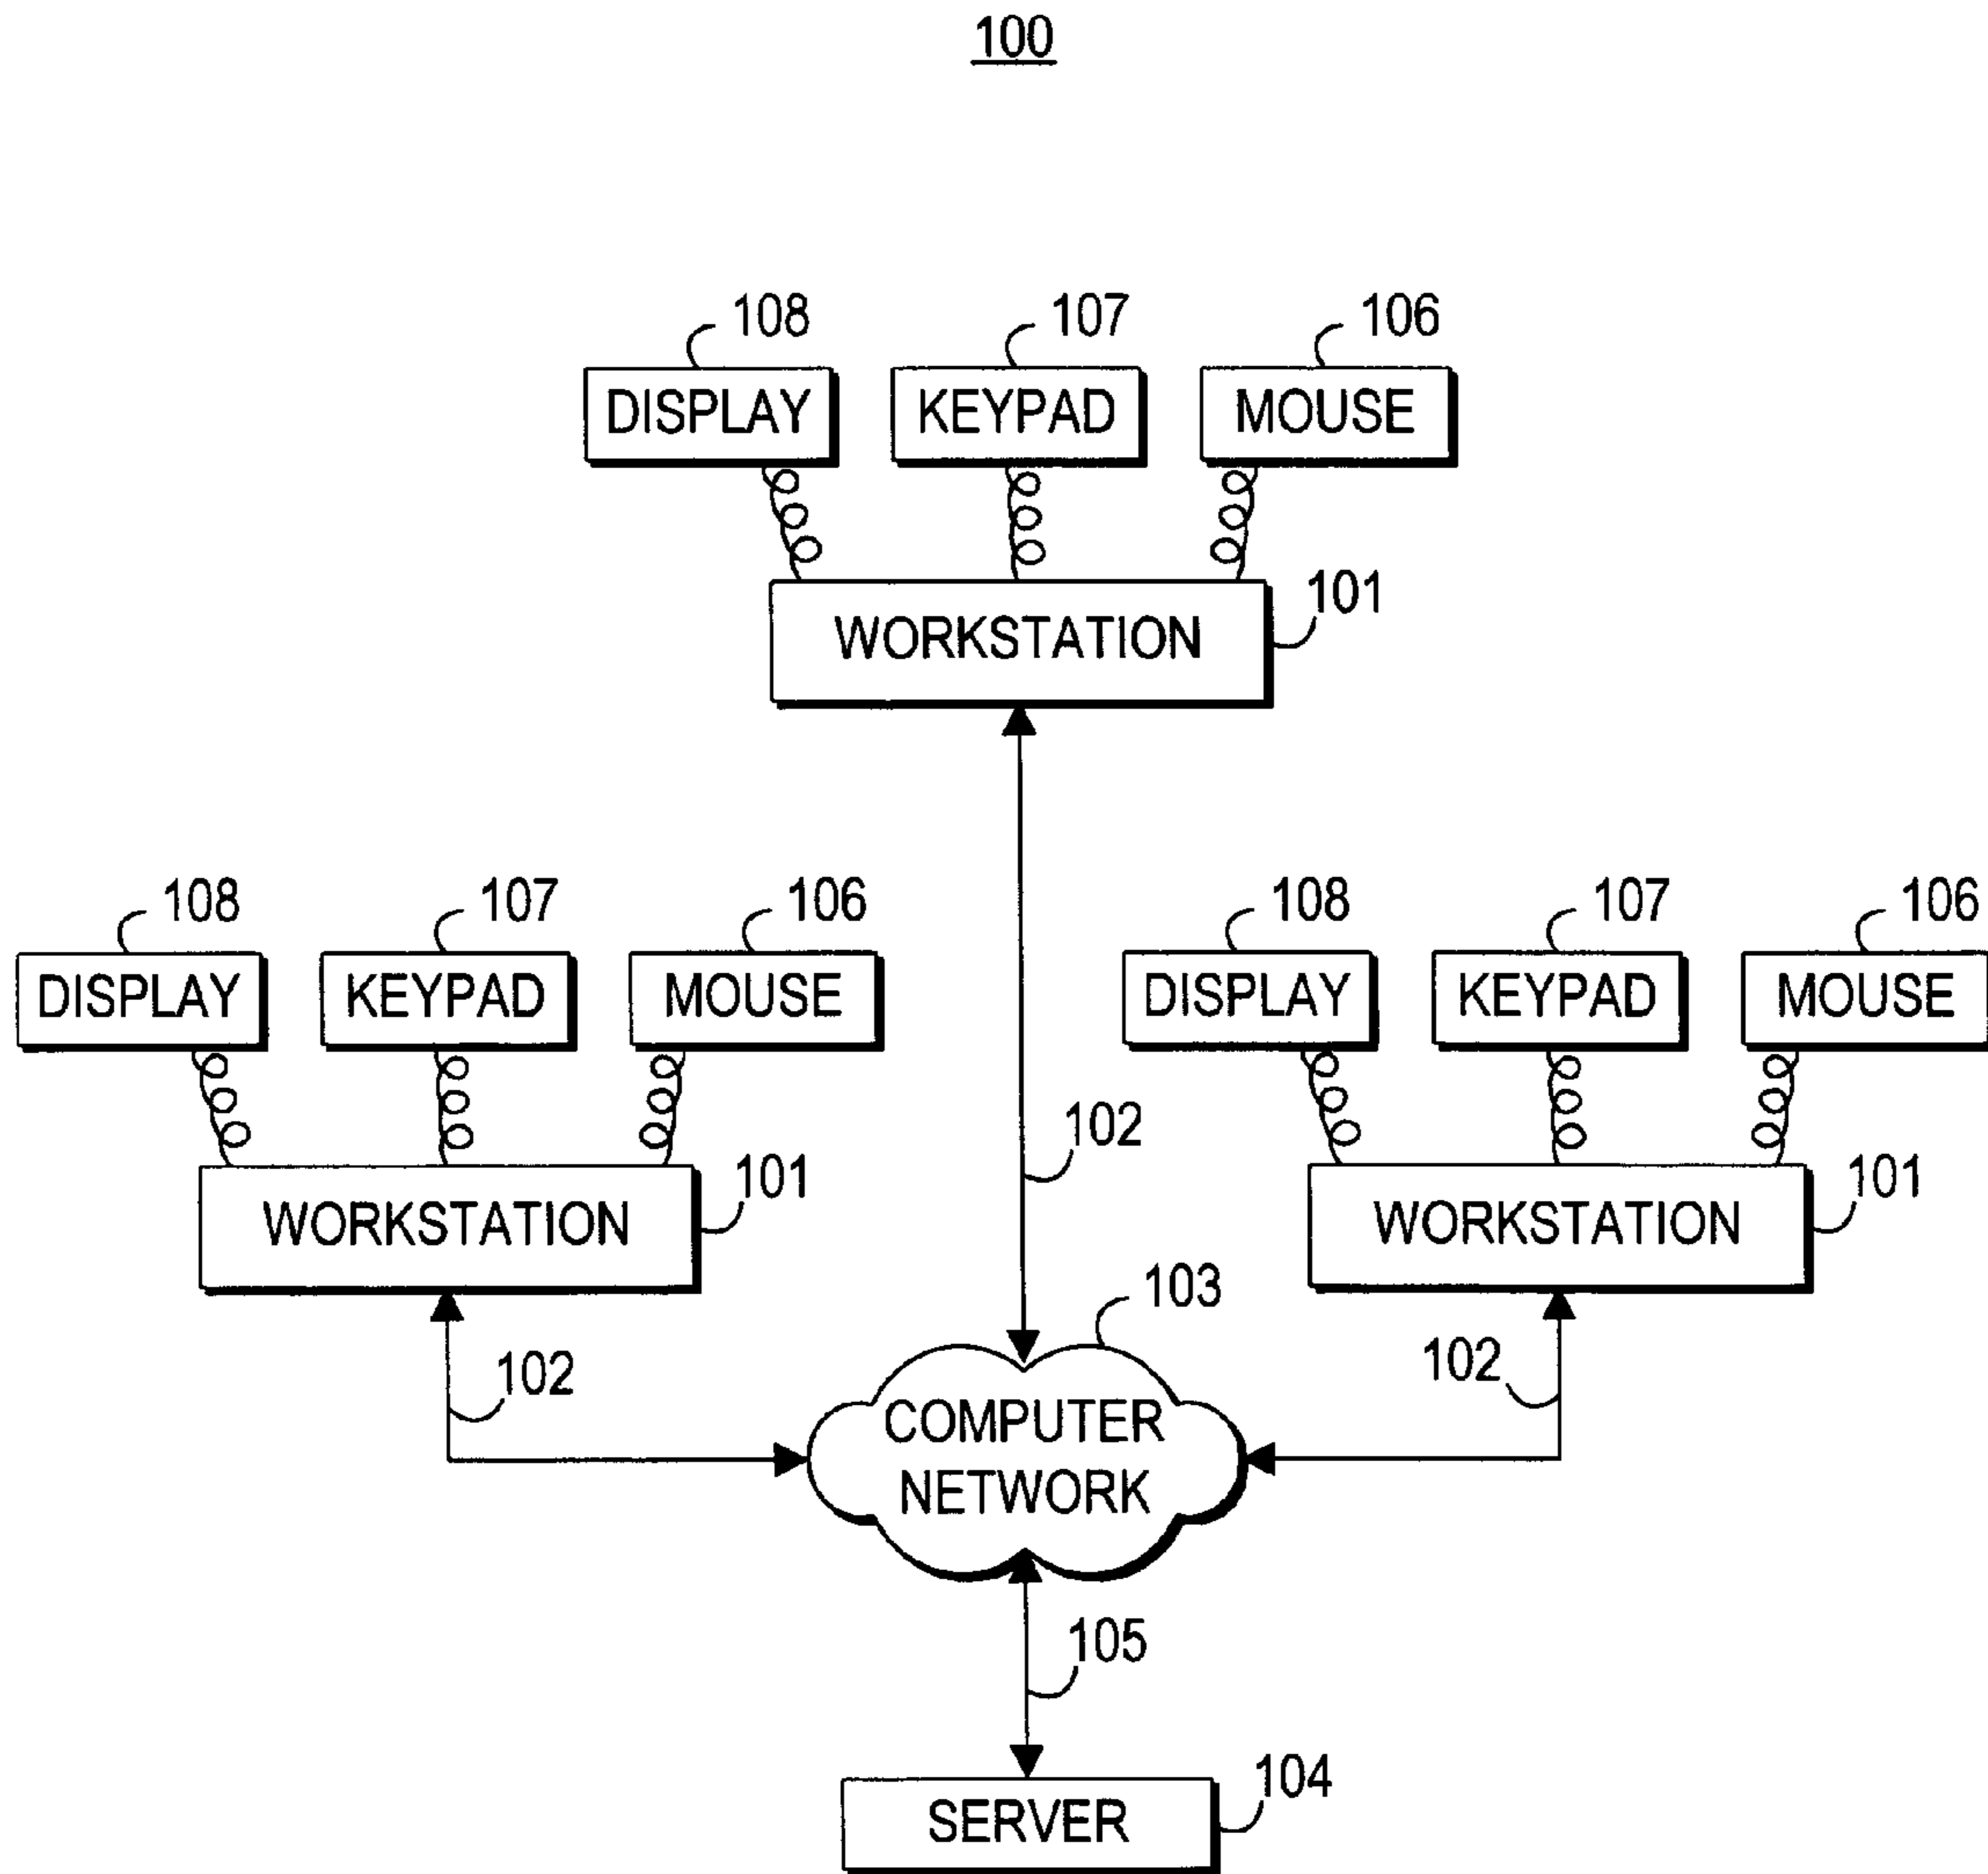 100
108 107 106
DISPLAY KEYPAD MOUSE
101
WORKSTATION
108 107 106 108 107 106
DISPLAY KEYPAD MOUSE DISPLAY KEYPAD MOUSE
102
101 101
WORKSTATION WORKSTATION
103
102 102
COMPUTER
NETWORK
105
104
SERVER